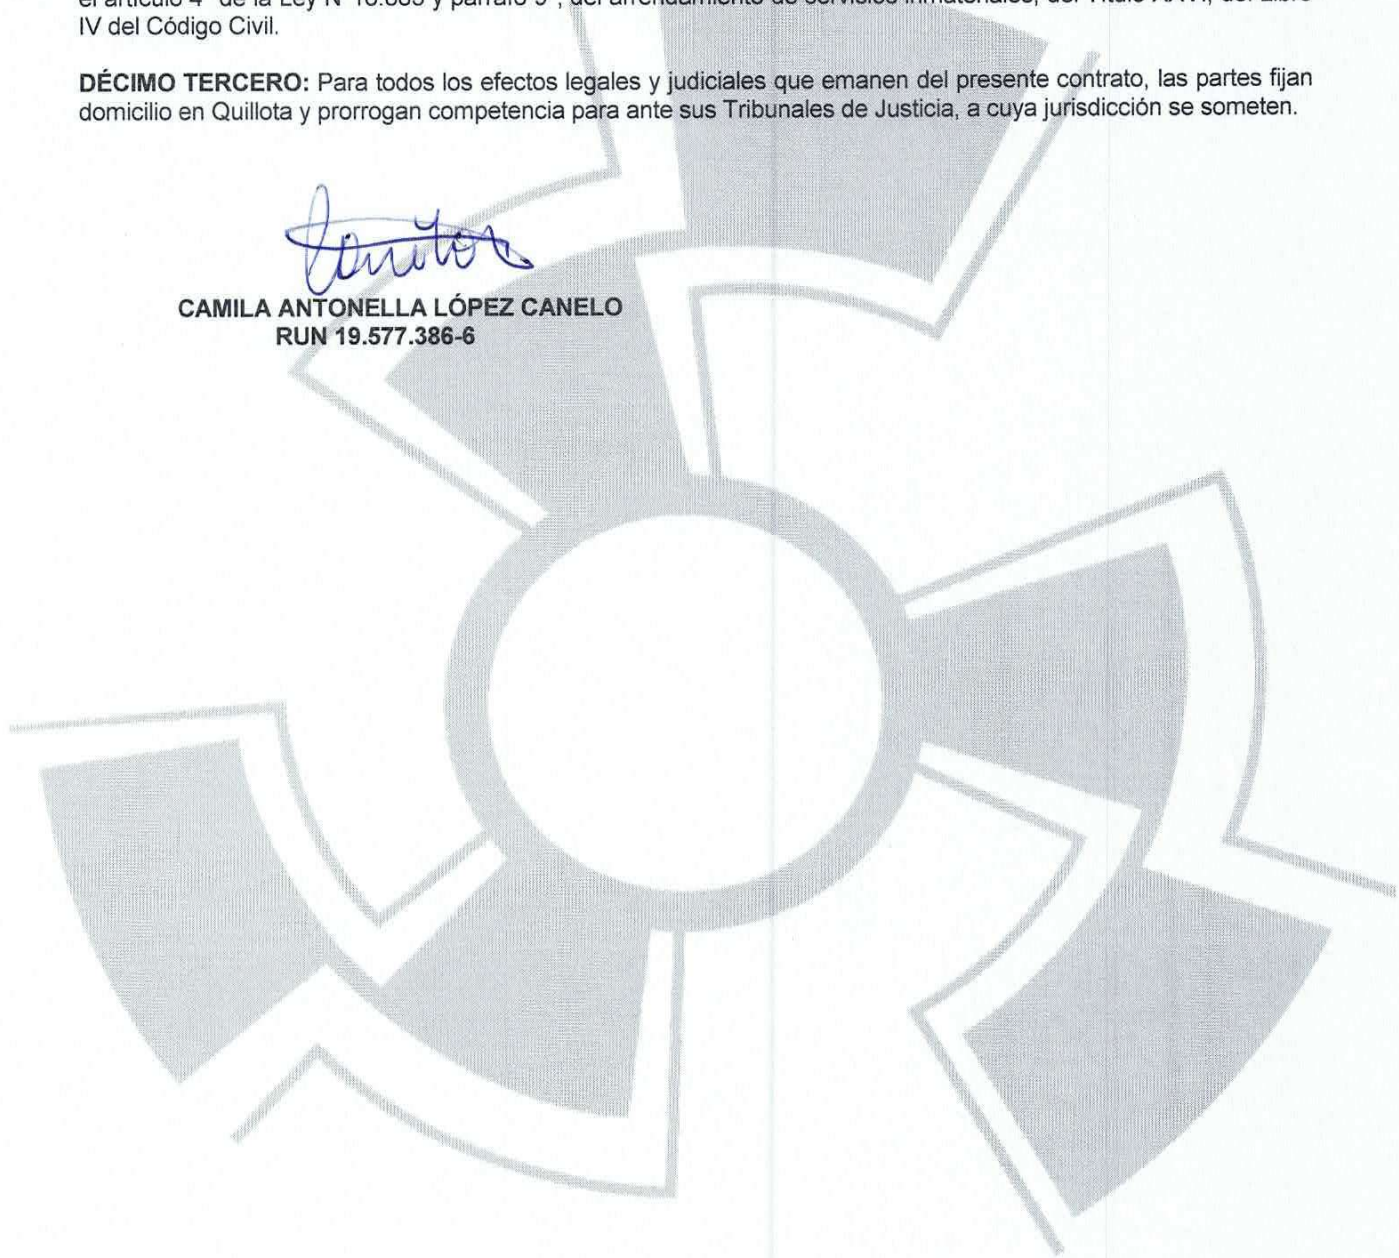 IV del Código Civil.
DÉCIMO TERCERO: Para todos los efectos legales y judiciales que emanen del presente contrato, las partes fijan
domicilio en Quillota y prorrogan competencia para ante sus Tribunales de Justicia, a cuya jurisdicción se someten.
CAMILA ANTONELLA LÓPEZ CANELO
RUN 19.577.386-6